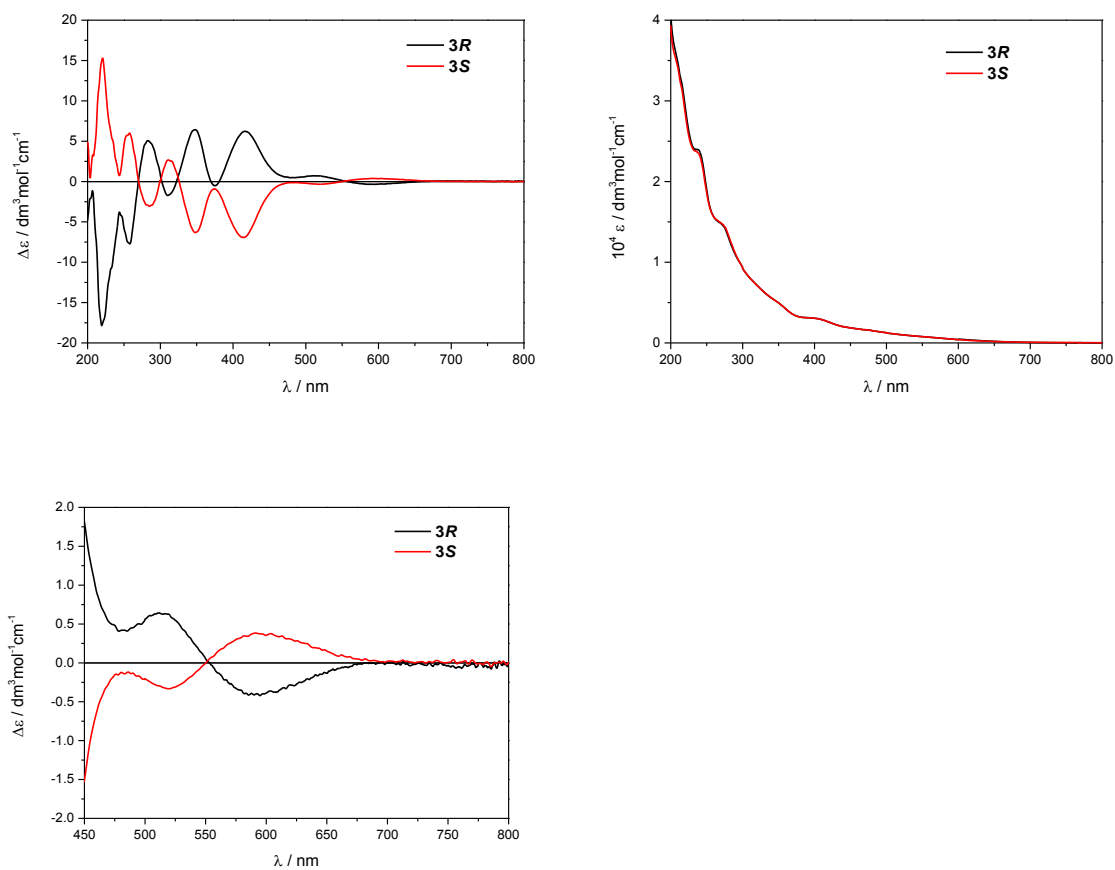 20
15
10
5
0
-5
-10
-15
-20
Δε / dm³mol⁻¹cm⁻¹
3R
3S
200 300 400 500 600 700 800
λ / nm
4
3
2
1
0
10⁴ ε / dm³mol⁻¹cm⁻¹
3R
3S
200 300 400 500 600 700 800
λ / nm
2.0
1.5
1.0
0.5
0.0
-0.5
-1.0
-1.5
-2.0
Δε / dm³mol⁻¹cm⁻¹
3R
3S
450 500 550 600 650 700 750 800
λ / nm